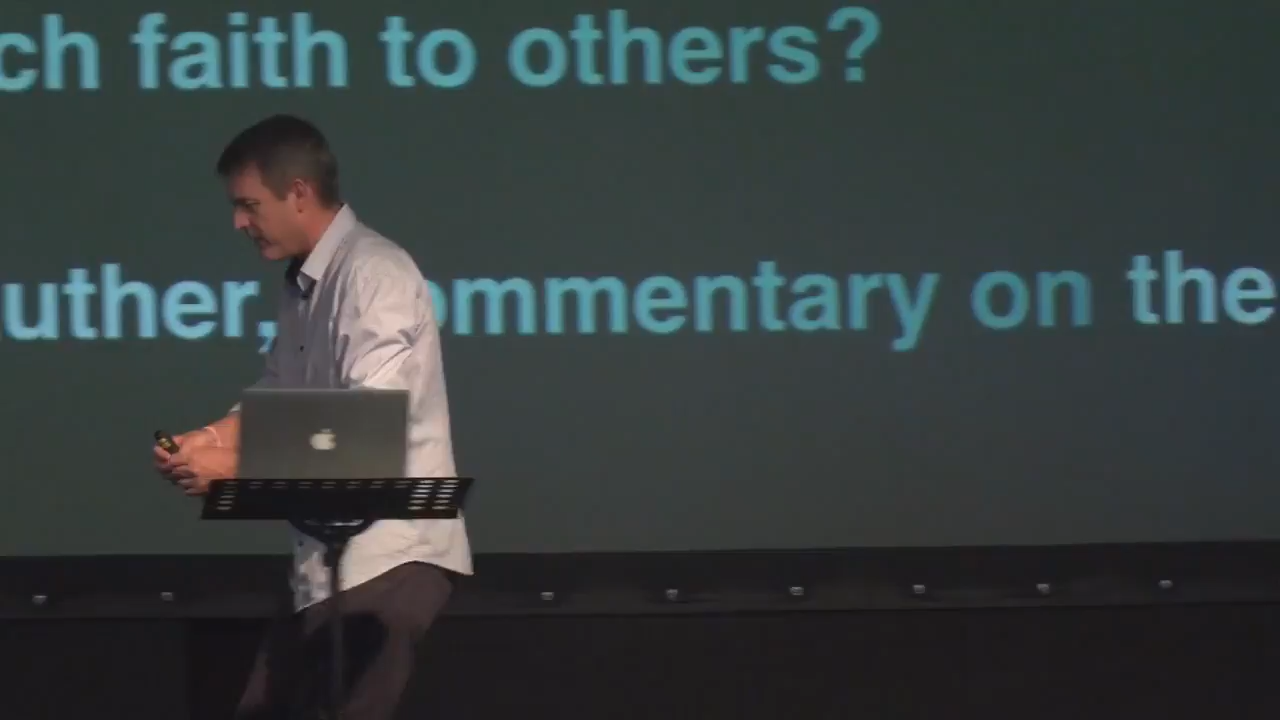 ch faith to others?
uther, ommentary on the